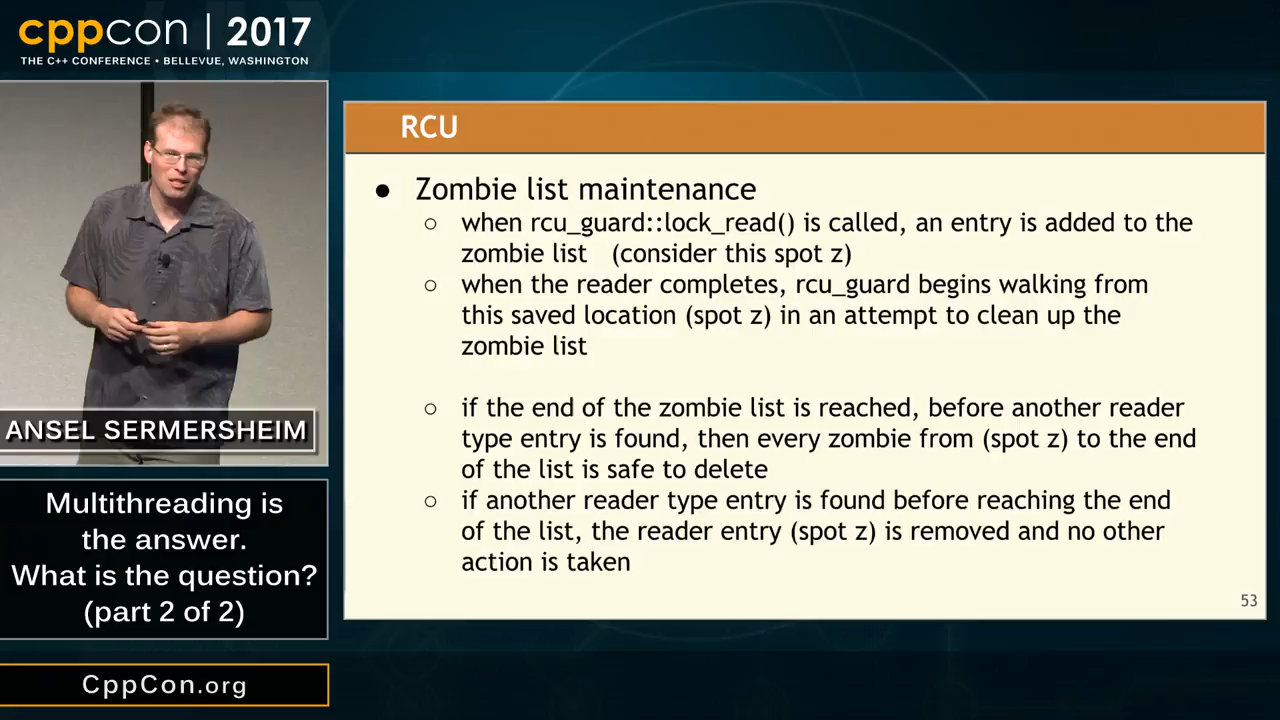 cppcon | 2017
THE C++ CONFERENCE • BELLEVUE, WASHINGTON
ANSEL SERMERSHEIM
Multithreading is
the answer.
What is the question?
(part 2 of 2)
CppCon.org
RCU
● Zombie list maintenance
○ when rcu_guard::lock_read() is called, an entry is added to the
zombie list (consider this spot z)
○ when the reader completes, rcu_guard begins walking from
this saved location (spot z) in an attempt to clean up the
zombie list
○ if the end of the zombie list is reached, before another reader
type entry is found, then every zombie from (spot z) to the end
of the list is safe to delete
○ if another reader type entry is found before reaching the end
of the list, the reader entry (spot z) is removed and no other
action is taken
53